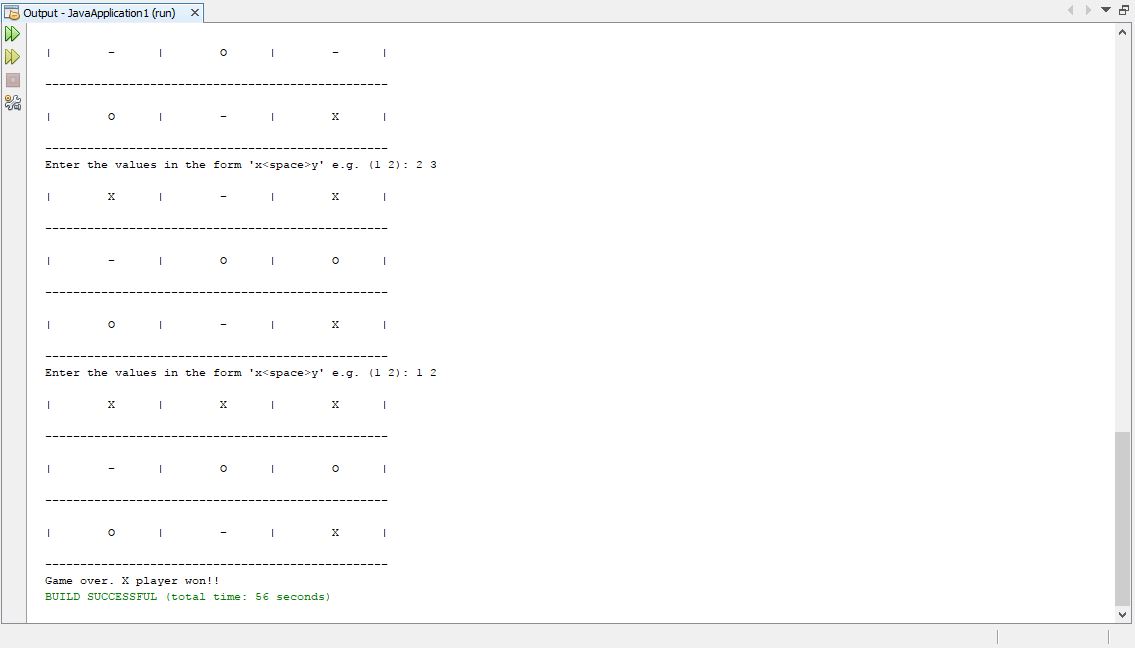 Output - JavaApplication1 (run)
| - | O | - |
-------------------------------------------------
| O | - | X |
-------------------------------------------------
Enter the values in the form 'x<space>y' e.g. (1 2): 2 3
| X | - | X |
-------------------------------------------------
| - | O | O |
-------------------------------------------------
| O | - | X |
-------------------------------------------------
Enter the values in the form 'x<space>y' e.g. (1 2): 1 2
| X | X | X |
-------------------------------------------------
| - | O | O |
-------------------------------------------------
| O | - | X |
-------------------------------------------------
Game over. X player won!!
BUILD SUCCESSFUL (total time: 56 seconds)